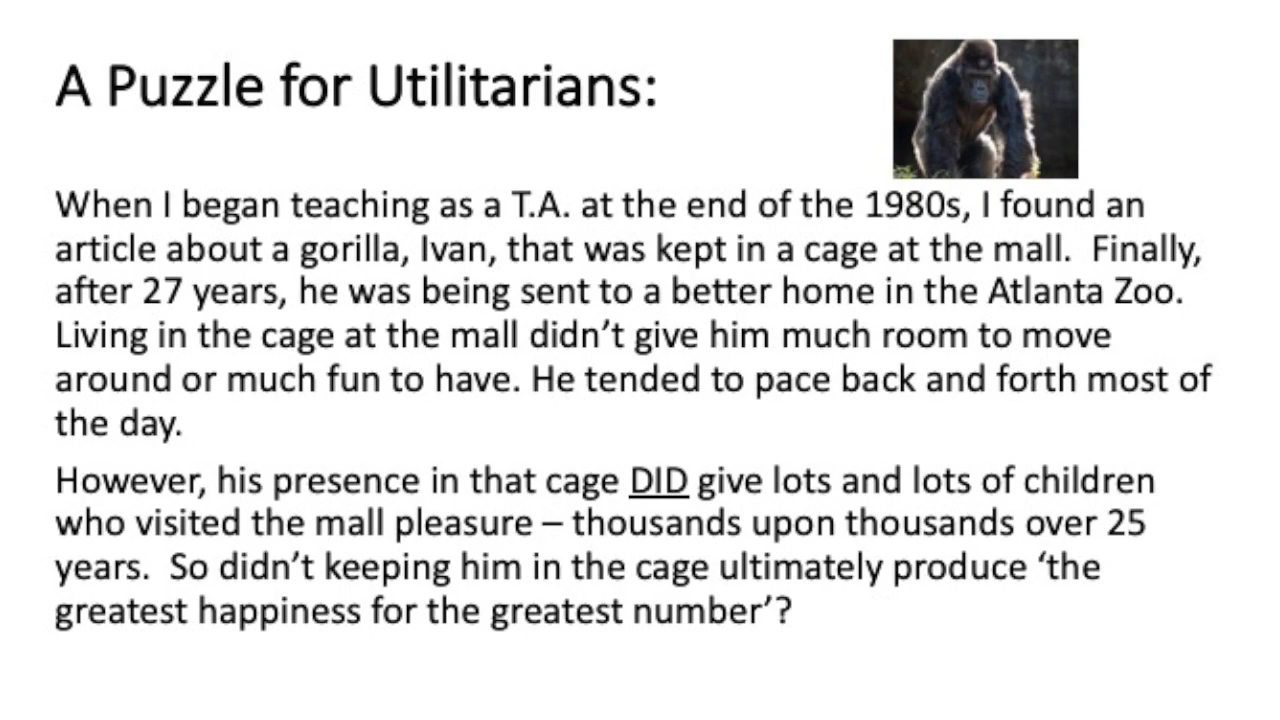 A Puzzle for Utilitarians:
When I began teaching as a T.A. at the end of the 1980s, I found an
article about a gorilla, Ivan, that was kept in a cage at the mall.  Finally,
after 27 years, he was being sent to a better home in the Atlanta Zoo.
Living in the cage at the mall didn’t give him much room to move
around or much fun to have. He tended to pace back and forth most of
the day.
However, his presence in that cage DID give lots and lots of children
who visited the mall pleasure – thousands upon thousands over 25
years.  So didn’t keeping him in the cage ultimately produce ‘the
greatest happiness for the greatest number’?